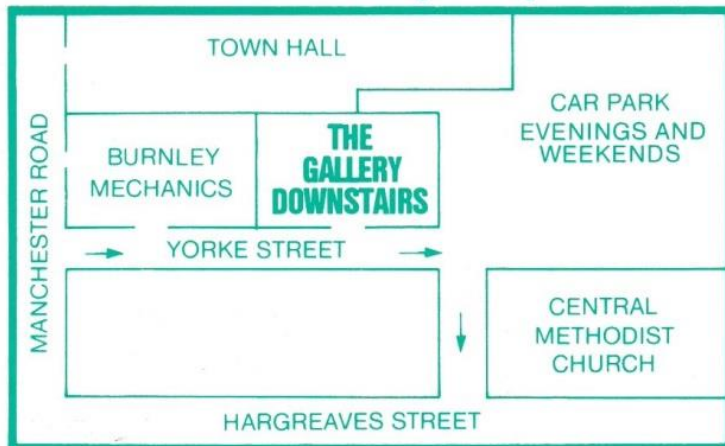 TOWN HALL
CAR PARK
EVENINGS AND
WEEKENDS
MANCHESTER ROAD
BURNLEY
MECHANICS
THE
GALLERY
DOWNSTAIRS
YORKE STREET
CENTRAL
METHODIST
CHURCH
HARGREAVES STREET